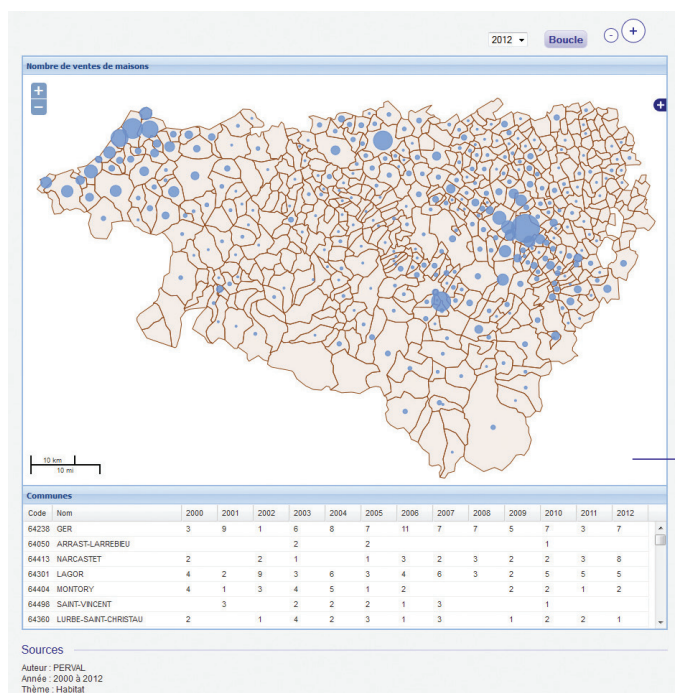 2012 Boucle - +
Nombre de ventes de maisons
+
−
+
10 km
10 mi
Communes
Code Nom 2000 2001 2002 2003 2004 2005 2006 2007 2008 2009 2010 2011 2012
64238 GER 3 9 1 6 8 7 11 7 7 5 7 3 7
64050 ARRAST-LARREBIEU 2 2 1
64413 NARCASTET 2 2 1 1 3 2 3 2 2 3 8
64301 LAGOR 4 2 9 3 6 3 4 6 3 2 5 5 5
64404 MONTORY 4 1 3 4 5 1 2 2 2 1 2
64498 SAINT-VINCENT 3 2 2 2 1 3 1
64360 LURBE-SAINT-CHRISTAU 2 1 4 2 3 1 3 1 2 2 1
Sources
Auteur : PERVAL
Année : 2000 à 2012
Thème : Habitat